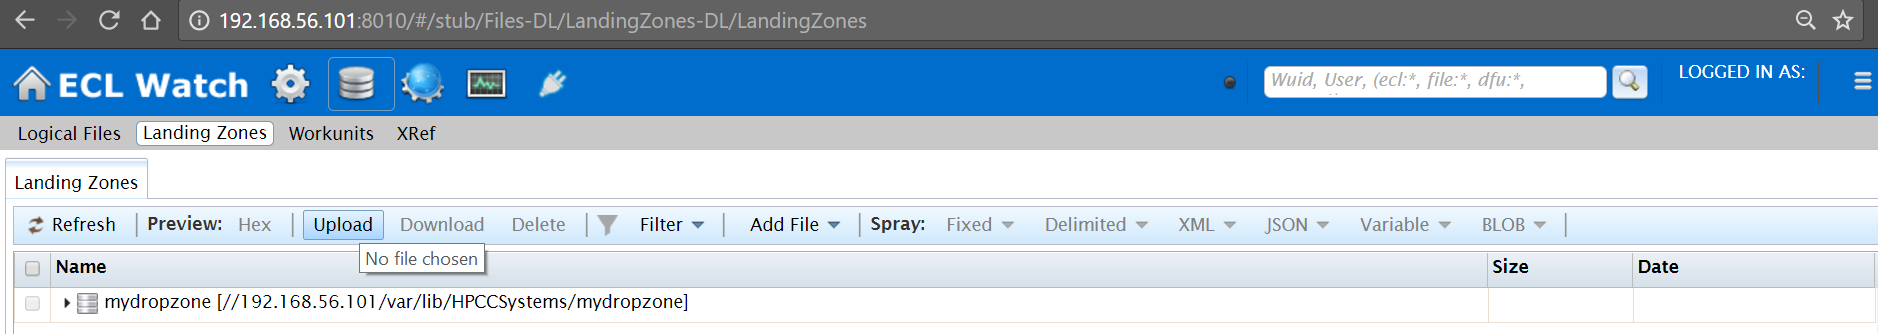 192.168.56.101:8010/#/stub/Files-DL/LandingZones-DL/LandingZones
ECL Watch
Wuid, User, (ecl:*, file:*, dfu:*,
LOGGED IN AS:
Logical Files Landing Zones Workunits XRef
Landing Zones
Refresh Preview: Hex Upload Download Delete Filter Add File Spray: Fixed Delimited XML JSON Variable BLOB
No file chosen
Name Size Date
mydropzone [//192.168.56.101/var/lib/HPCCSystems/mydropzone]